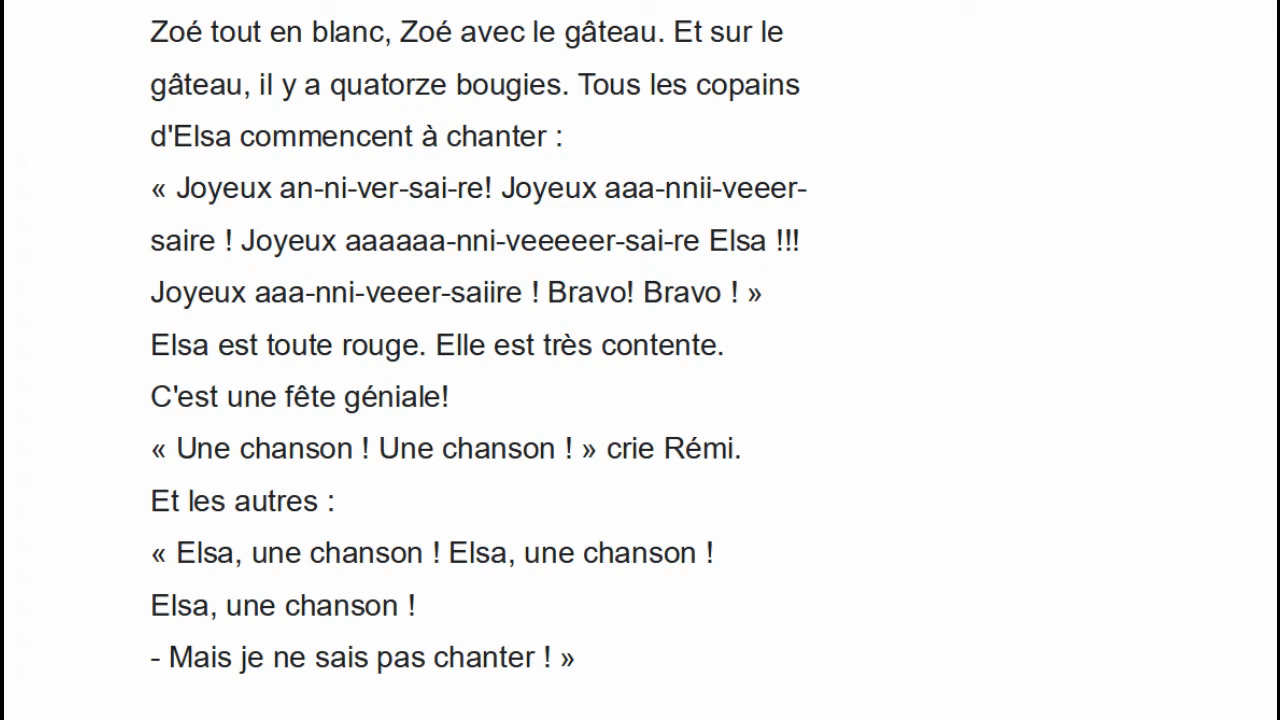 Zoé tout en blanc, Zoé avec le gâteau. Et sur le
gâteau, il y a quatorze bougies. Tous les copains
d'Elsa commencent à chanter :
« Joyeux an-ni-ver-sai-re! Joyeux aaa-nnii-veeer-
saire ! Joyeux aaaaaa-nni-veeeeer-sai-re Elsa !!!
Joyeux aaa-nni-veeer-saiire ! Bravo! Bravo ! »
Elsa est toute rouge. Elle est très contente.
C'est une fête géniale!
« Une chanson ! Une chanson ! » crie Rémi.
Et les autres :
« Elsa, une chanson ! Elsa, une chanson !
Elsa, une chanson !
- Mais je ne sais pas chanter ! »